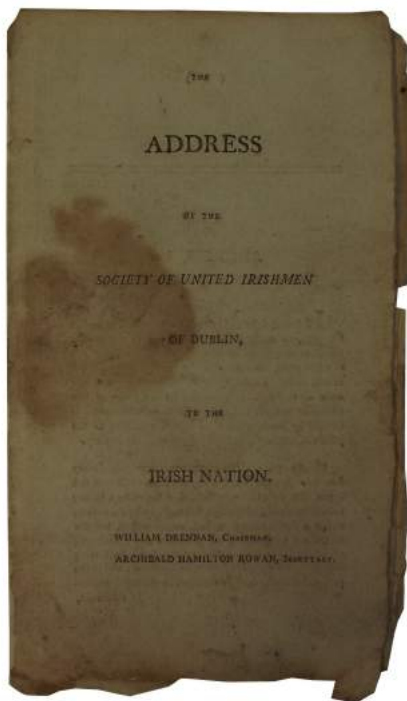 THE
ADDRESS
OF THE
SOCIETY OF UNITED IRISHMEN
OF DUBLIN,
TO THE
IRISH NATION.
WILLIAM DRENNAN, CHAIRMAN.
ARCHIBALD HAMILTON ROWAN, SECRETARY.